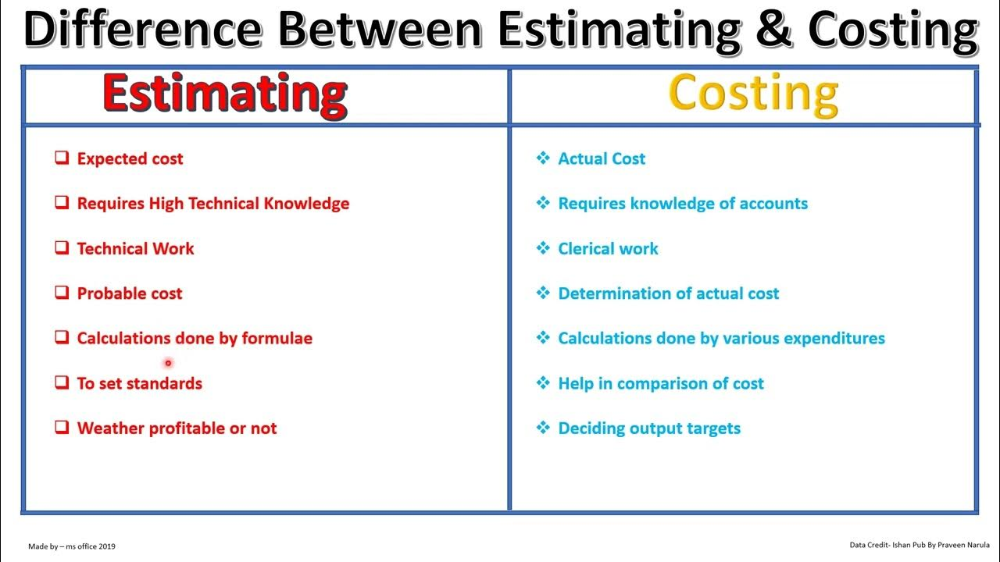 Difference Between Estimating & Costing
Estimating
Costing
Expected cost
Requires High Technical Knowledge
Technical Work
Probable cost
Calculations done by formulae
To set standards
Weather profitable or not
Actual Cost
Requires knowledge of accounts
Clerical work
Determination of actual cost
Calculations done by various expenditures
Help in comparison of cost
Deciding output targets
Made by – ms office 2019
Data Credit- Ishan Pub By Praveen Narula